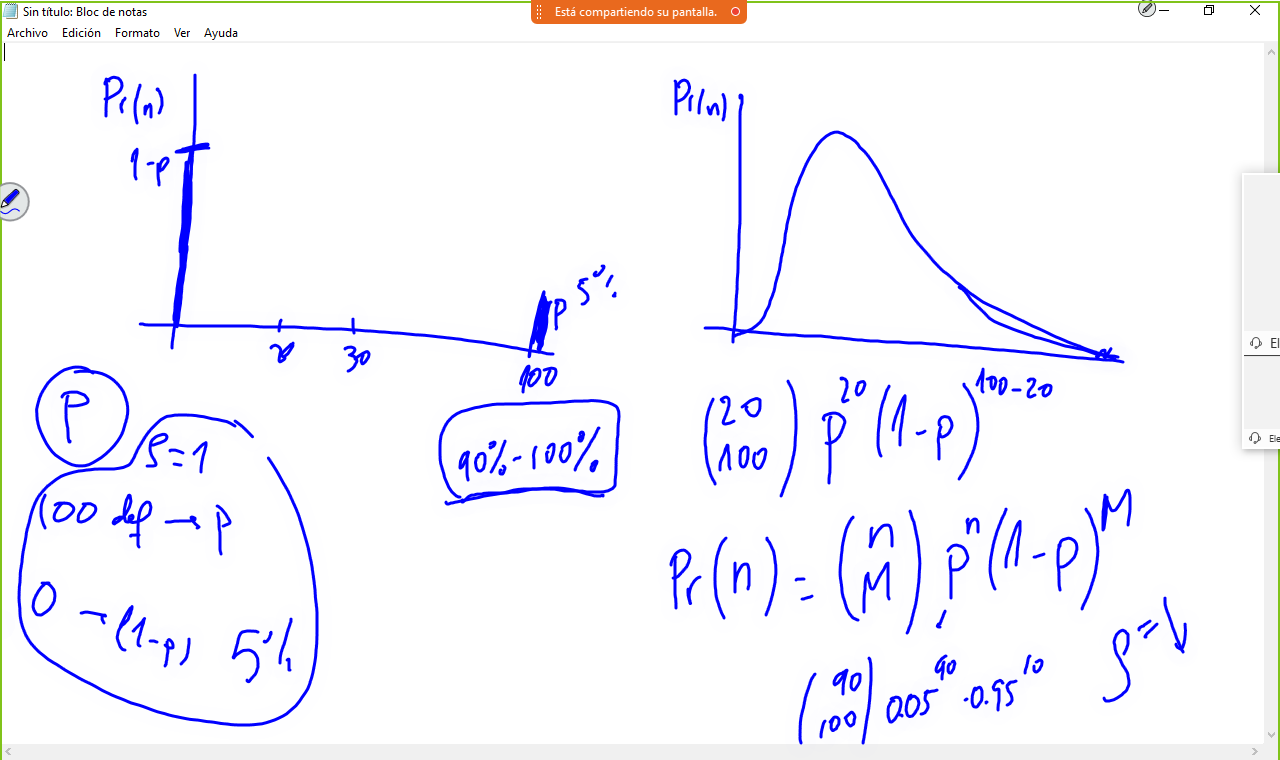 Sin título: Bloc de notas
Está compartiendo su pantalla.
Archivo Edición Formato Ver Ayuda
Pr(n)
1-p
20 30 100
p 5%
P
ρ=1
100 def → p
0 → (1-p) 5%
90%-100%
Pr(n)
(20 100) p^20 (1-p)^100-20
Pr(n) = (n M) p^n (1-p)^M
(90 100) 0.05^90 · 0.95^10
ρ=↓
El
Ele